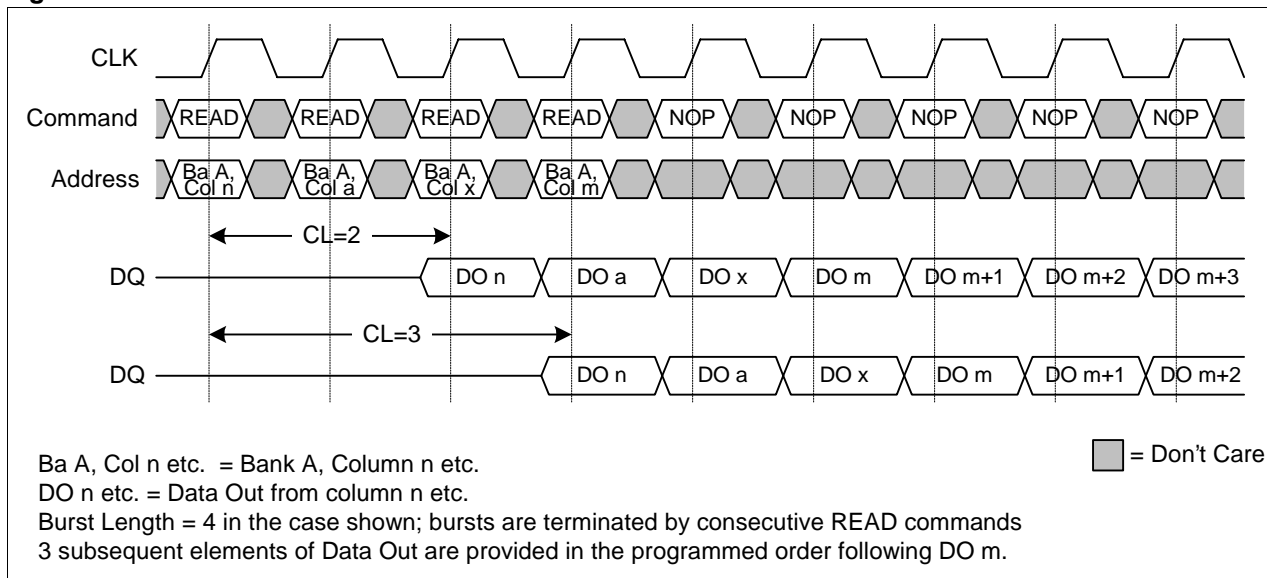 CLK
Command READ READ READ READ NOP NOP NOP NOP NOP
Address Ba A, Col n Ba A, Col a Ba A, Col x Ba A, Col m
CL=2
DQ DO n DO a DO x DO m DO m+1 DO m+2 DO m+3
CL=3
DQ DO n DO a DO x DO m DO m+1 DO m+2
Ba A, Col n etc. = Bank A, Column n etc.
= Don't Care
DO n etc. = Data Out from column n etc.
Burst Length = 4 in the case shown; bursts are terminated by consecutive READ commands
3 subsequent elements of Data Out are provided in the programmed order following DO m.